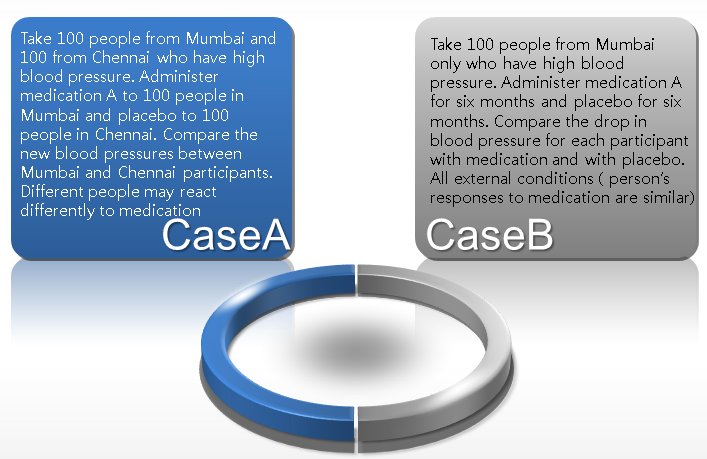 Take 100 people from Mumbai and
100 from Chennai who have high
blood pressure. Administer
medication A to 100 people in
Mumbai and placebo to 100
people in Chennai. Compare the
new blood pressures between
Mumbai and Chennai participants.
Different people may react
differently to medication
CaseA
Take 100 people from Mumbai
only who have high blood
pressure. Administer medication A
for six months and placebo for six
months. Compare the drop in
blood pressure for each participant
with medication and with placebo.
All external conditions ( person's
responses to medication are similar)
CaseB